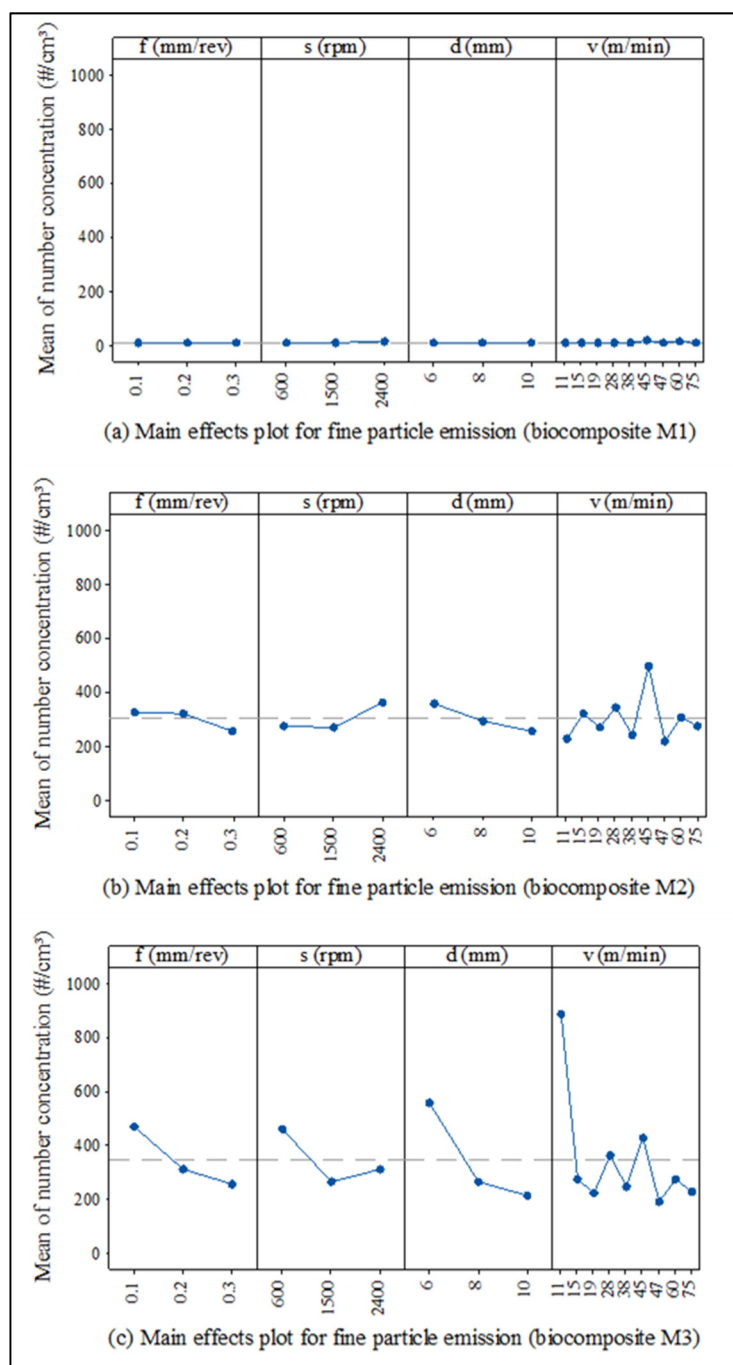 f (mm/rev) s (rpm) d (mm) v (m/min)
Mean of number concentration (#/cm³)
1000
800
600
400
200
0
0.1 0.2 0.3 600 1500 2400 6 8 10 11 15 19 28 38 45 47 60 75
(a) Main effects plot for fine particle emission (biocomposite M1)
f (mm/rev) s (rpm) d (mm) v (m/min)
Mean of number concentration (#/cm³)
1000
800
600
400
200
0
0.1 0.2 0.3 600 1500 2400 6 8 10 11 15 19 28 38 45 47 60 75
(b) Main effects plot for fine particle emission (biocomposite M2)
f (mm/rev) s (rpm) d (mm) v (m/min)
Mean of number concentration (#/cm³)
1000
800
600
400
200
0
0.1 0.2 0.3 600 1500 2400 6 8 10 11 15 19 28 38 45 47 60 75
(c) Main effects plot for fine particle emission (biocomposite M3)